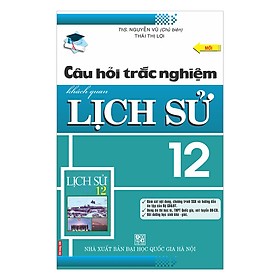 ThS. NGUYỄN VŨ (Chủ biên)
THÁI THỊ LỢI
MỚI
Câu hỏi trắc nghiệm
khách quan
LỊCH SỬ
12
LỊCH SỬ
12
NHÀ XUẤT BẢN ĐẠI HỌC QUỐC GIA HÀ NỘI